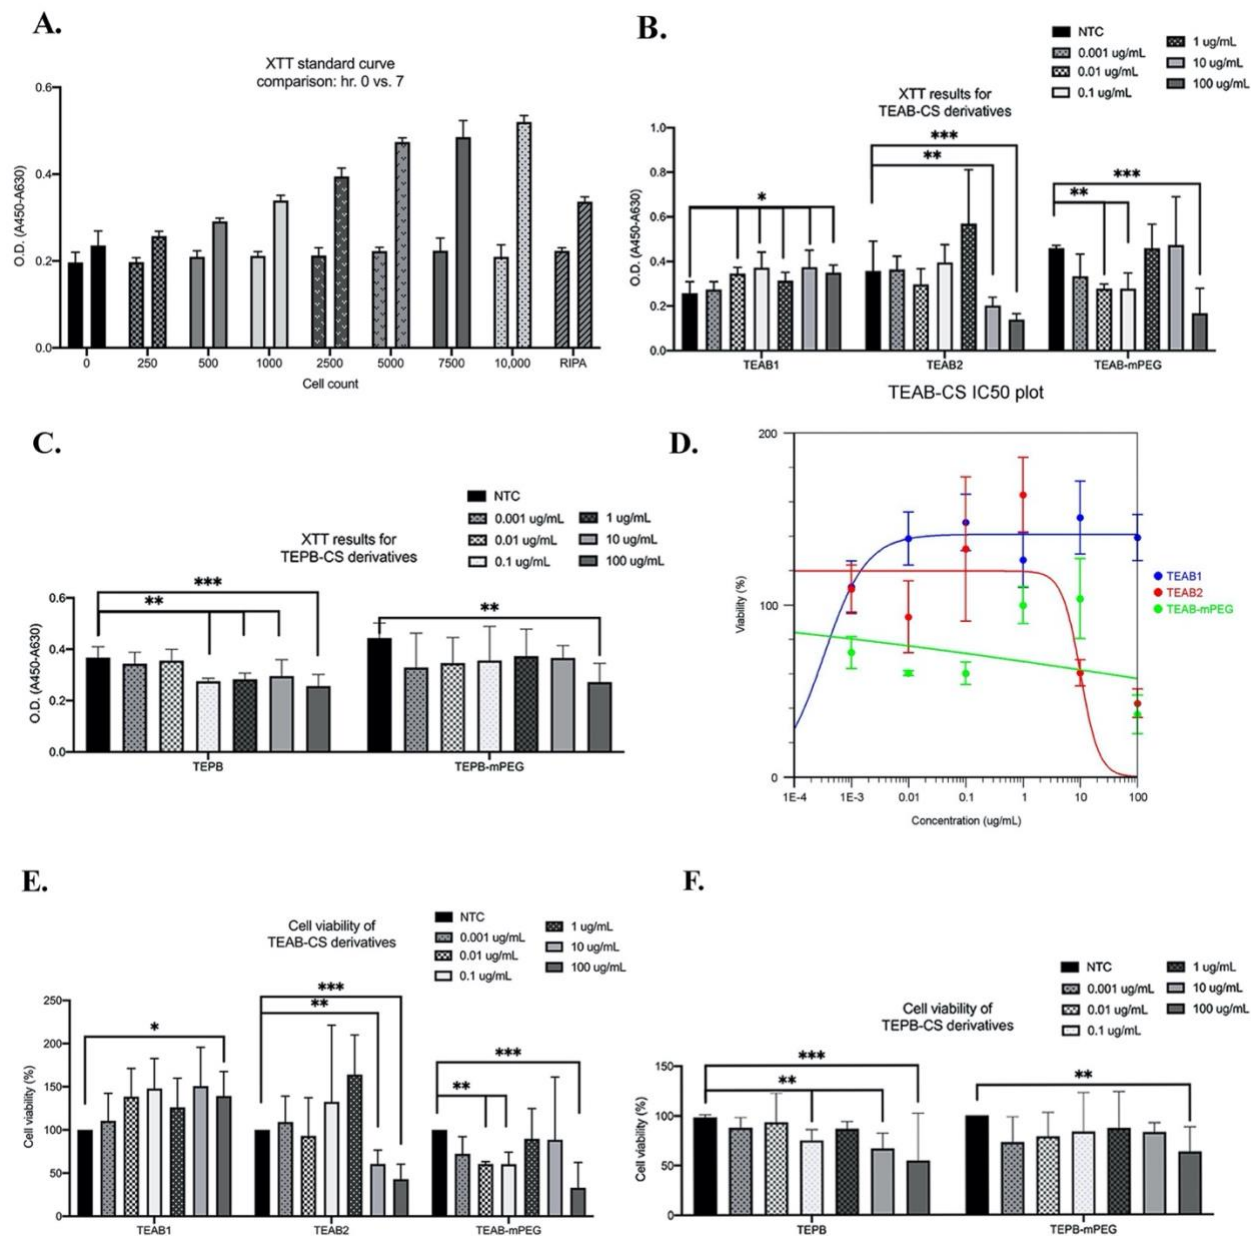 A.
XTT standard curve
comparison: hr. 0 vs. 7
0.6
0.4
0.2
0.0
O.D. (A450-A630)
0 250 500 1000 2500 5000 7500 10,000 RIPA
Cell count
B.
NTC
0.001 ug/mL
0.01 ug/mL
0.1 ug/mL
1 ug/mL
10 ug/mL
100 ug/mL
XTT results for
TEAB-CS derivatives
1.0
0.8
0.6
0.4
0.2
0.0
O.D. (A450-A630)
*
***
**
***
**
TEAB1 TEAB2 TEAB-mPEG
C.
NTC
0.001 ug/mL
0.01 ug/mL
0.1 ug/mL
1 ug/mL
10 ug/mL
100 ug/mL
XTT results for
TEPB-CS derivatives
0.6
0.4
0.2
0.0
O.D. (A450-A630)
***
**
**
TEPB TEPB-mPEG
TEAB-CS IC50 plot
D.
200
100
0
Viability (%)
1E-4 1E-3 0.01 0.1 1 10 100
Concentration (ug/mL)
TEAB1
TEAB2
TEAB-mPEG
E.
Cell viability of
TEAB-CS derivatives
NTC
0.001 ug/mL
0.01 ug/mL
0.1 ug/mL
1 ug/mL
10 ug/mL
100 ug/mL
250
200
150
100
50
0
Cell viability (%)
*
***
**
***
**
TEAB1 TEAB2 TEAB-mPEG
F.
NTC
0.001 ug/mL
0.01 ug/mL
0.1 ug/mL
1 ug/mL
10 ug/mL
100 ug/mL
Cell viability of
TEPB-CS derivatives
150
100
50
0
Cell viability (%)
***
**
**
TEPB TEPB-mPEG